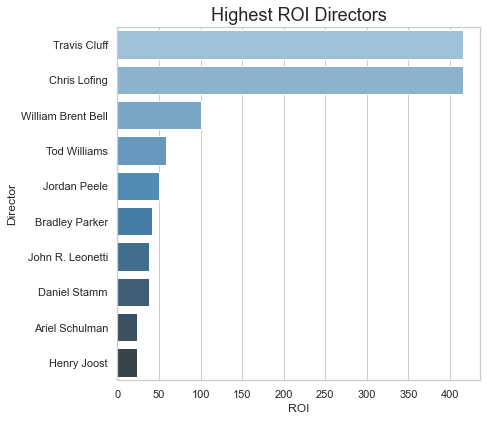 Highest ROI Directors
Director
Travis Cluff
Chris Lofing
William Brent Bell
Tod Williams
Jordan Peele
Bradley Parker
John R. Leonetti
Daniel Stamm
Ariel Schulman
Henry Joost
0 50 100 150 200 250 300 350 400
ROI